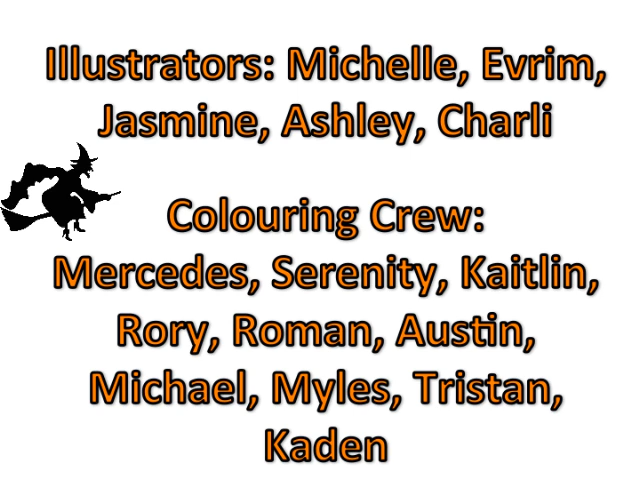 Illustrators: Michelle, Evrim,
Jasmine, Ashley, Charli
Colouring Crew:
Mercedes, Serenity, Kaitlin,
Rory, Roman, Austin,
Michael, Myles, Tristan,
Kaden